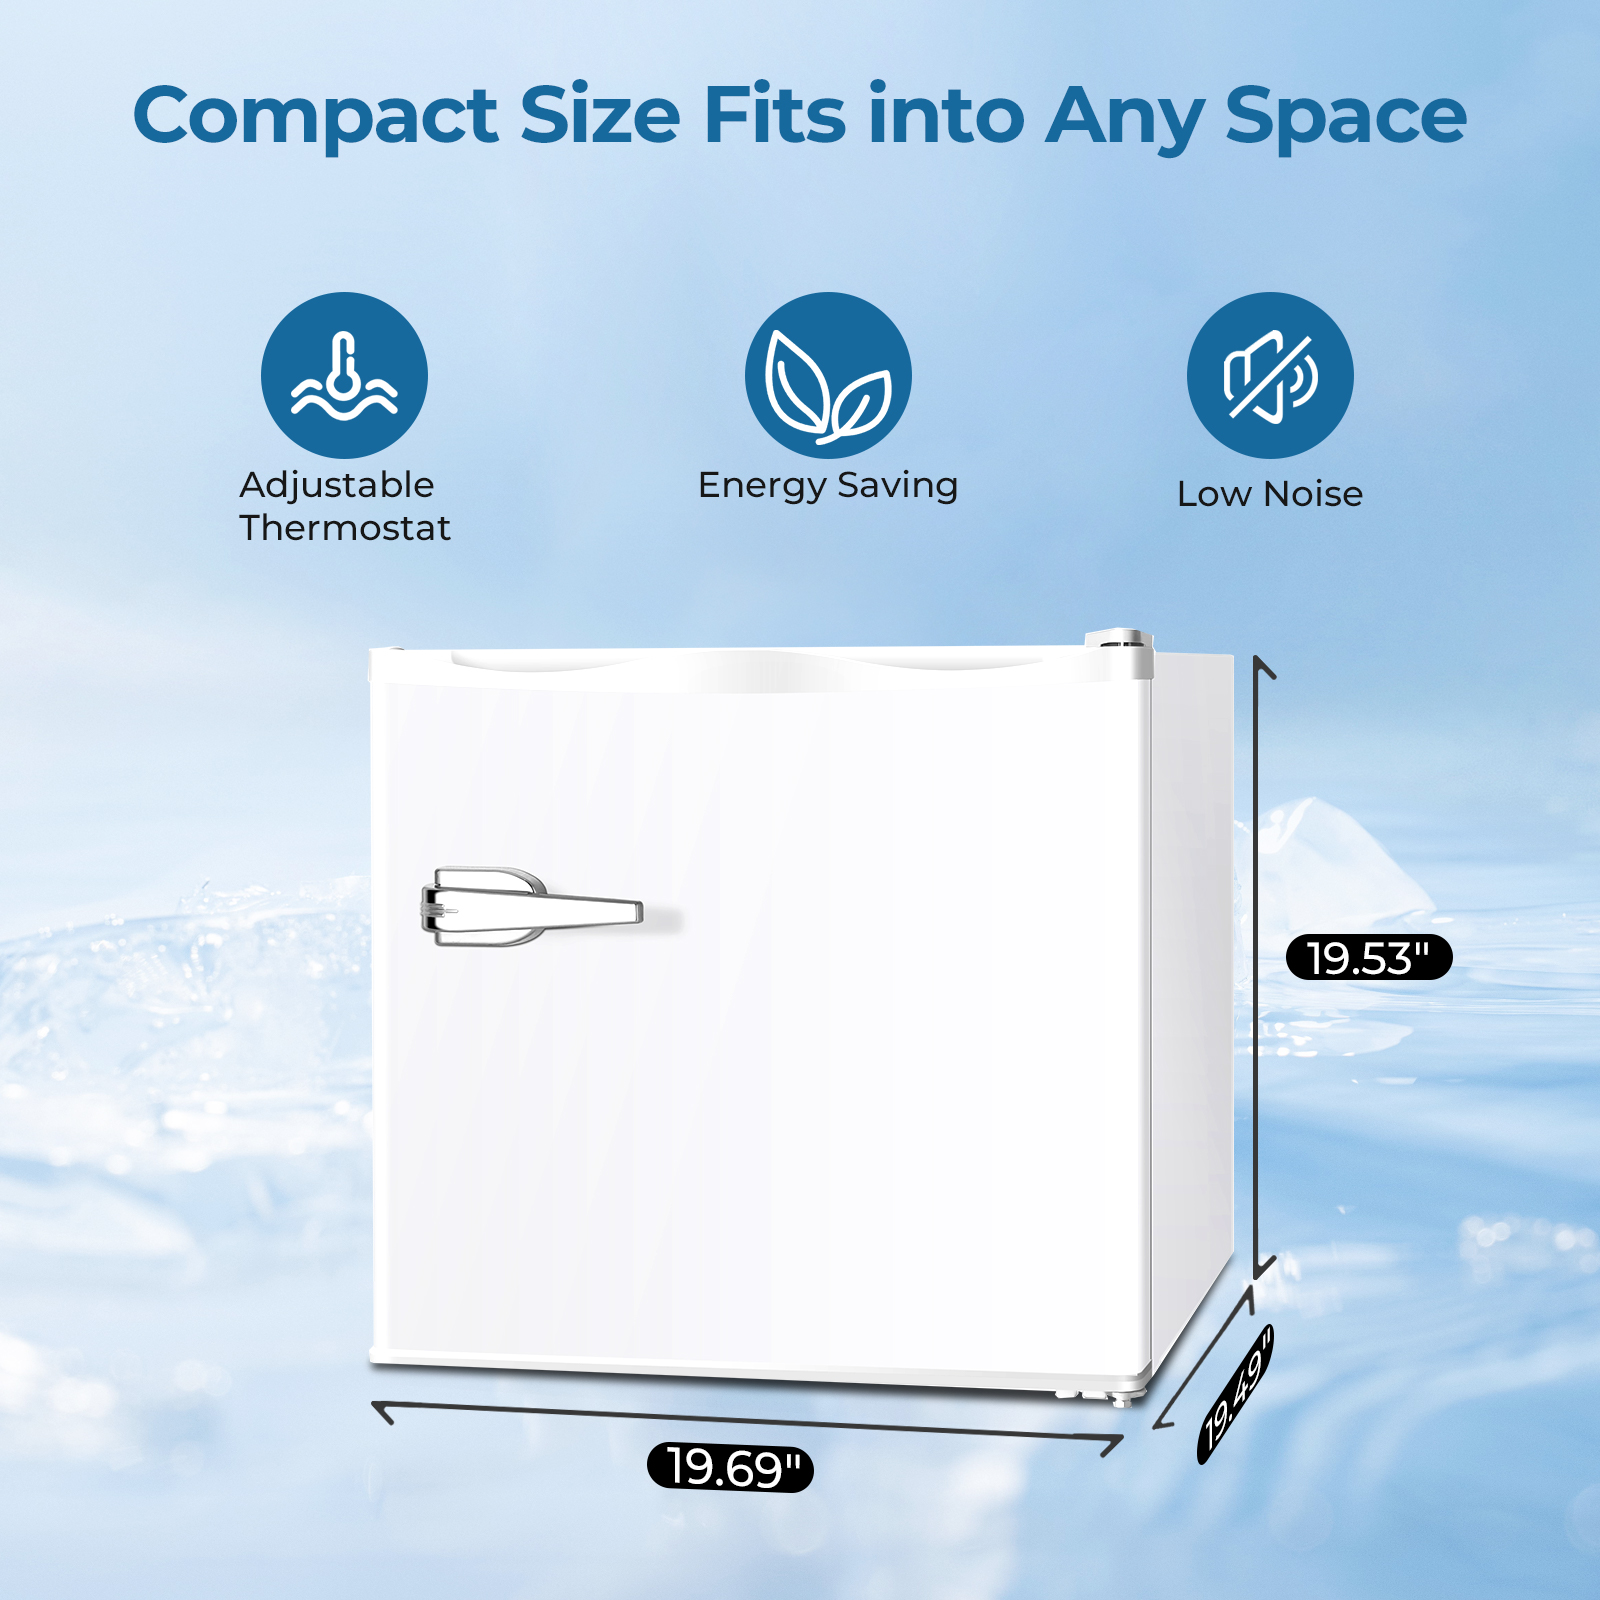 Compact Size Fits into Any Space
Adjustable
Thermostat
Energy Saving
Low Noise
19.53"
19.49"
19.69"